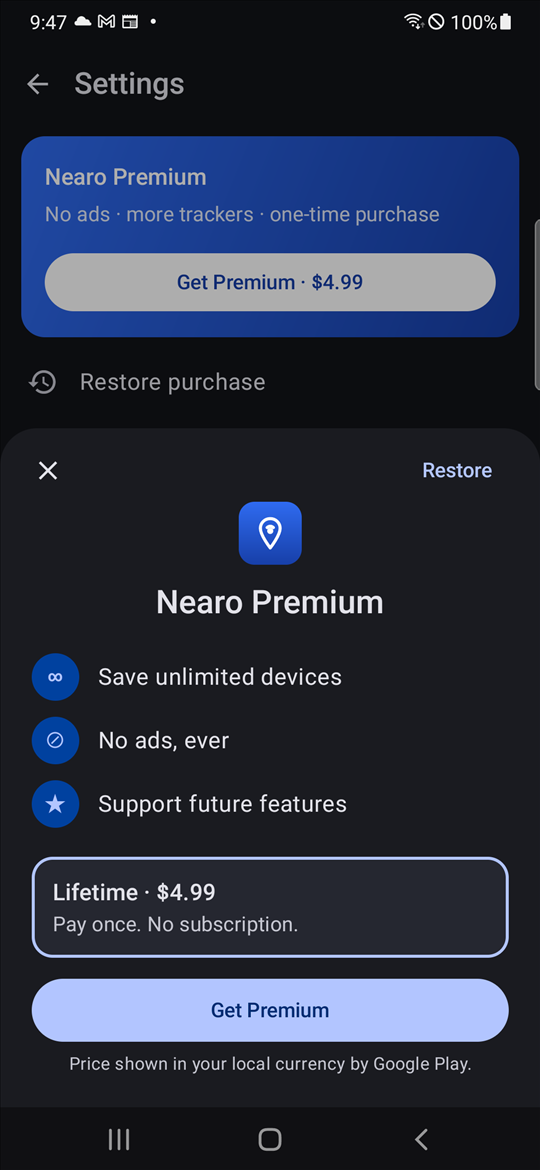 9:47 100%
Settings
Nearo Premium
No ads · more trackers · one-time purchase
Get Premium · $4.99
Restore purchase
Restore
Nearo Premium
∞ Save unlimited devices
No ads, ever
Support future features
Lifetime · $4.99
Pay once. No subscription.
Get Premium
Price shown in your local currency by Google Play.